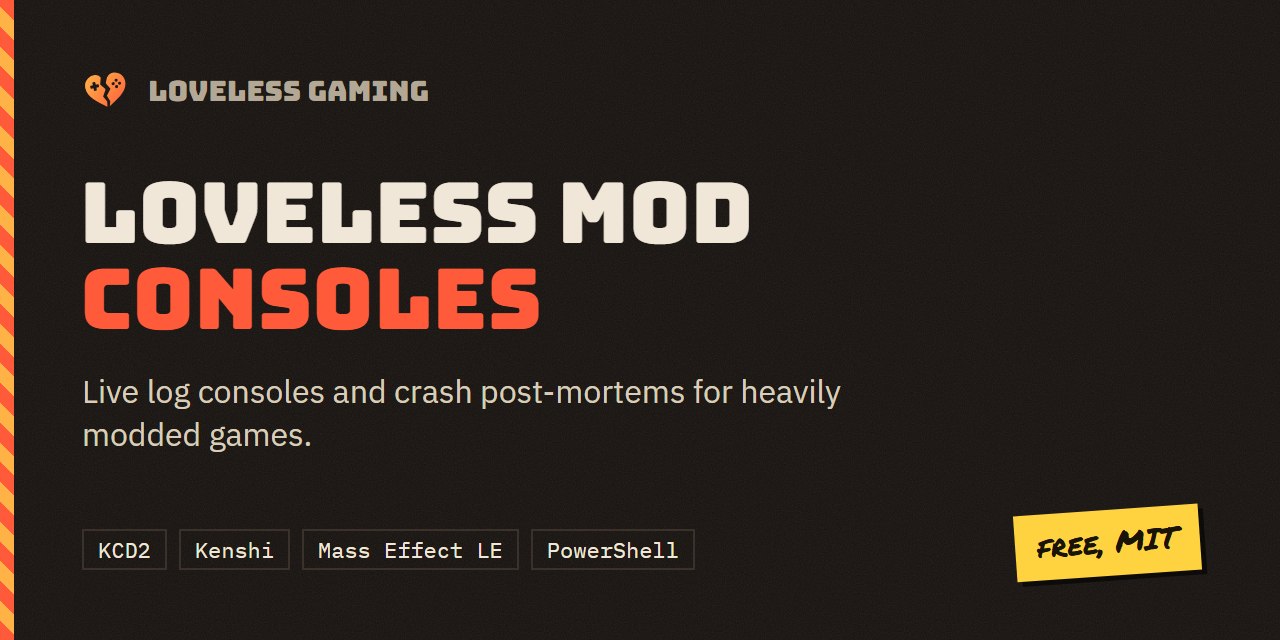 LOVELESS GAMING
LOVELESS MOD
CONSOLES
Live log consoles and crash post-mortems for heavily
modded games.
KCD2 Kenshi Mass Effect LE PowerShell
FREE, MIT